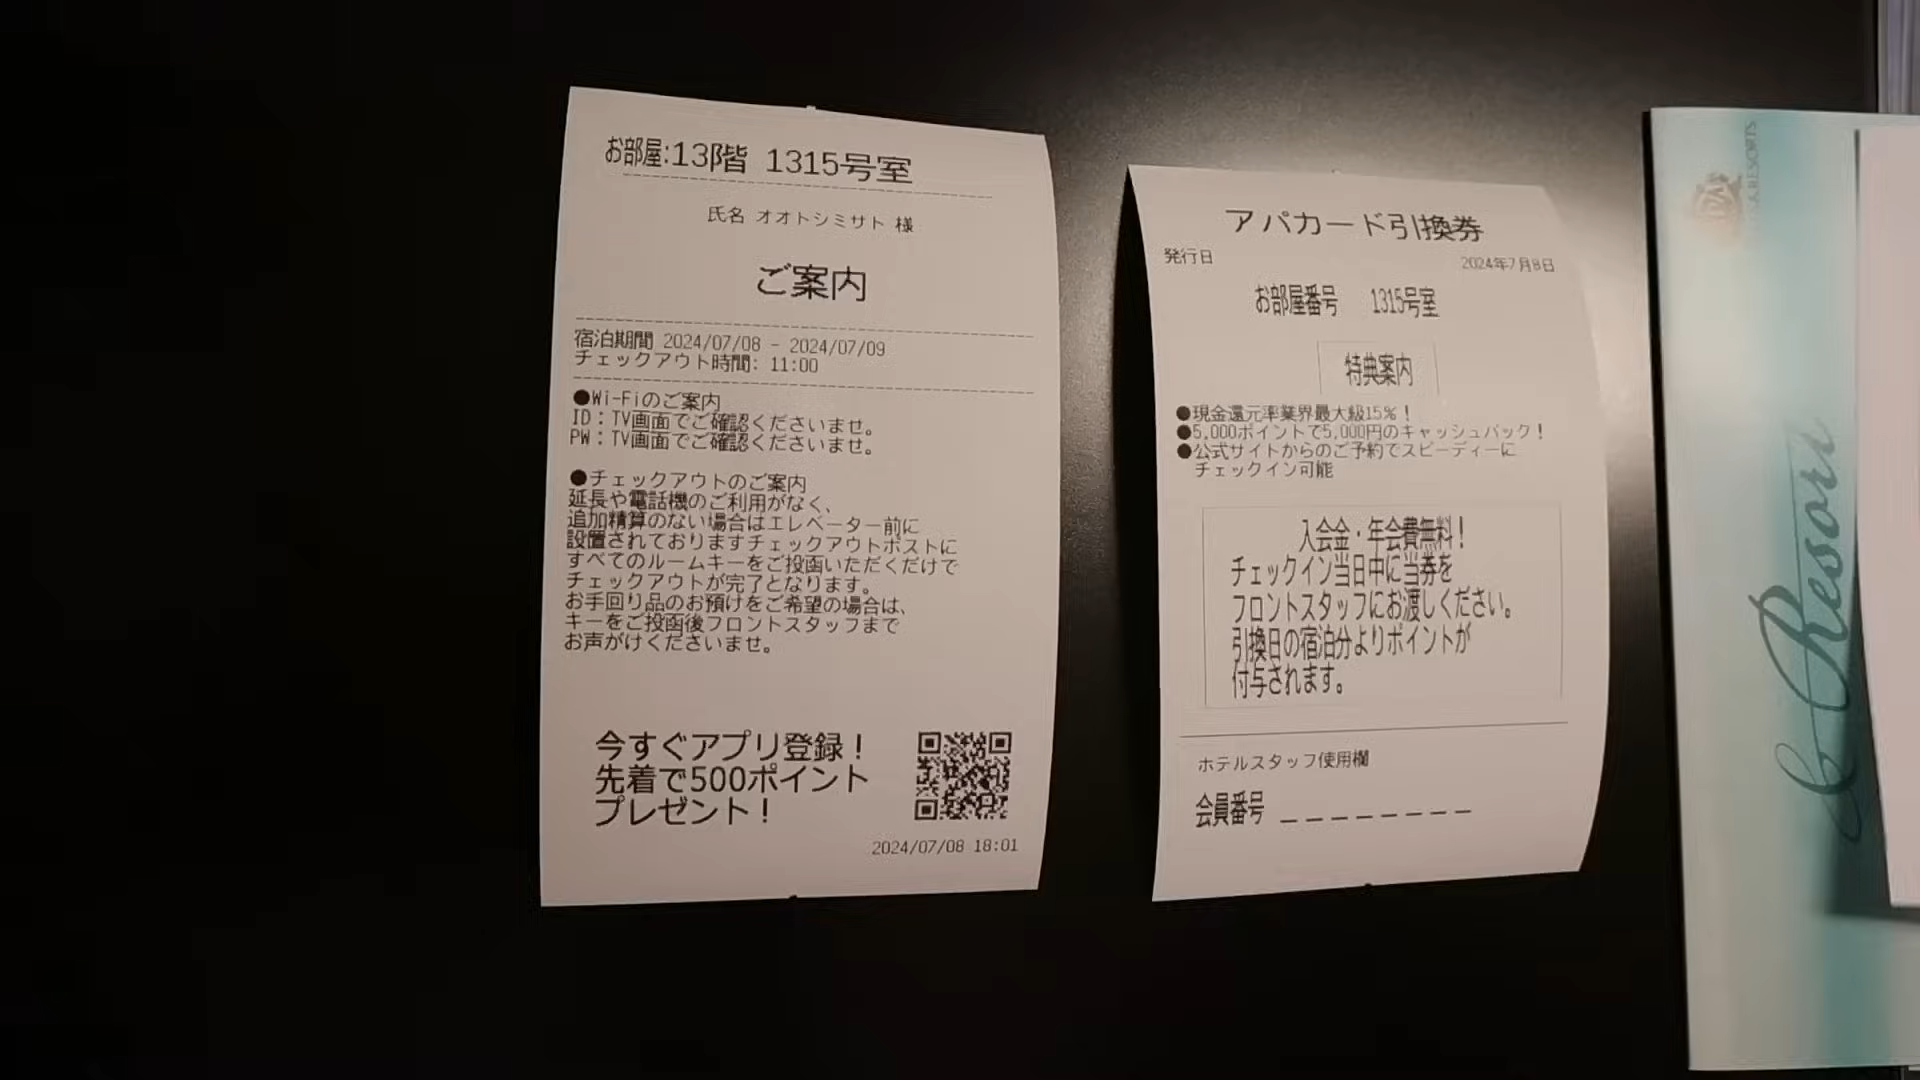 お部屋:13階 1315号室
氏名 オオトシミサト 様
ご案内
宿泊期間 2024/07/08 - 2024/07/09
チェックアウト時間: 11:00
●Wi-Fiのご案内
ID:TV画面でご確認くださいませ。
PW:TV画面でご確認くださいませ。
●チェックアウトのご案内
延長や電話機のご利用がなく、
追加精算のない場合はエレベーター前に
設置されておりますチェックアウトポストに
すべてのルームキーをご投函いただくだけで
チェックアウトが完了となります。
お手回り品のお預けをご希望の場合は、
キーをご投函後フロントスタッフまで
お声がけくださいませ。
今すぐアプリ登録!
先着で500ポイント
プレゼント!
2024/07/08 18:01
アパカード引換券
発行日 2024年7月8日
お部屋番号 1315号室
特典案内
●現金還元率業界最大級15%!
●5,000ポイントで5,000円のキャッシュバック!
●公式サイトからのご予約でスピーディーに
チェックイン可能
入会金・年会費無料!
チェックイン当日中に当券を
フロントスタッフにお渡しください。
引換日の宿泊分よりポイントが
付与されます。
ホテルスタッフ使用欄
会員番号 _ _ _ _ _ _ _ _
& Resort